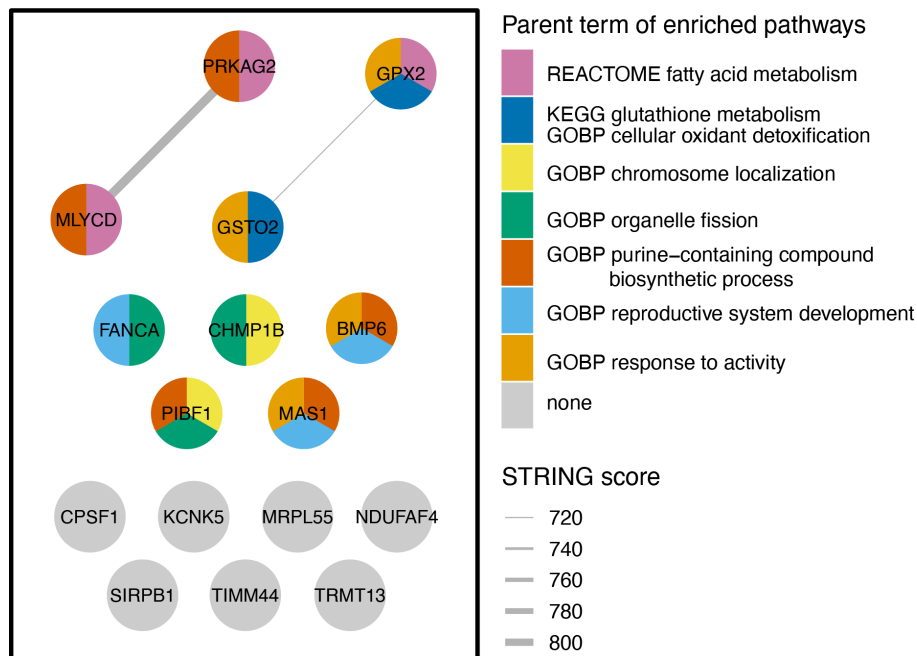 PRKAG2
GPX2
MLYCD
GSTO2
FANCA
CHMP1B
BMP6
PIBF1
MAS1
CPSF1
KCNK5
MRPL55
NDUFAF4
SIRPB1
TIMM44
TRMT13
Parent term of enriched pathways
REACTOME fatty acid metabolism
KEGG glutathione metabolism
GOBP cellular oxidant detoxification
GOBP chromosome localization
GOBP organelle fission
GOBP purine−containing compound
biosynthetic process
GOBP reproductive system development
GOBP response to activity
none
STRING score
720
740
760
780
800